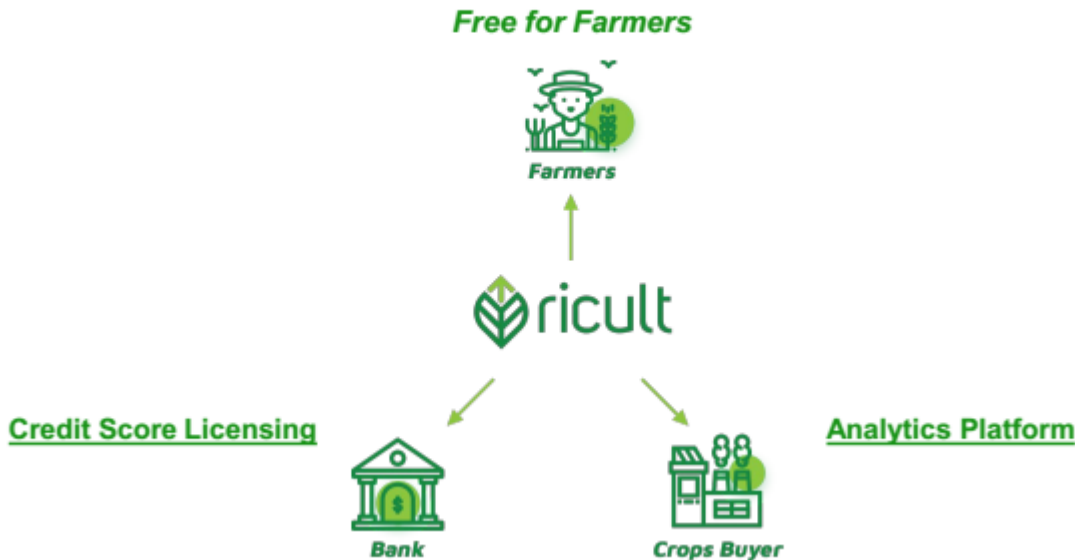 Free for Farmers
Farmers
ricult
Credit Score Licensing
Analytics Platform
$
Bank
Crops Buyer